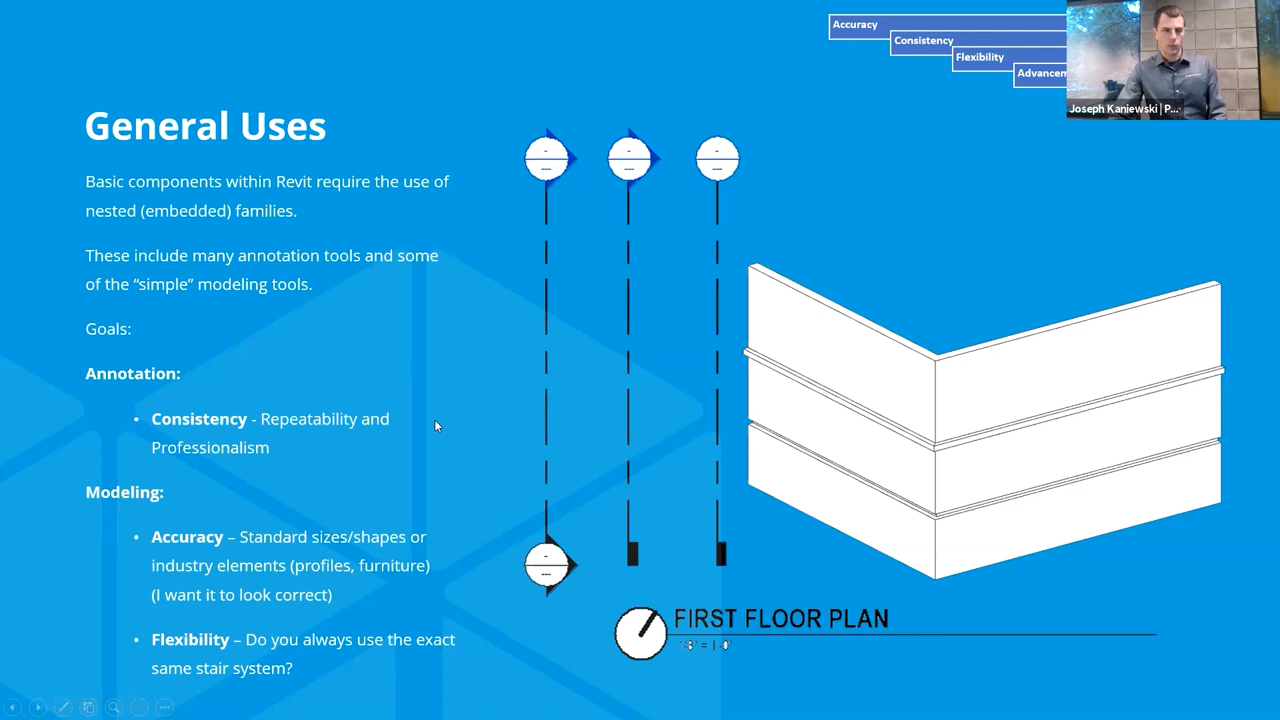 Accuracy
Consistency
Flexibility
Advancem
Joseph Kaniewski | P...
General Uses
Basic components within Revit require the use of
nested (embedded) families.
These include many annotation tools and some
of the “simple” modeling tools.
Goals:
Annotation:
• Consistency - Repeatability and
Professionalism
Modeling:
• Accuracy – Standard sizes/shapes or
industry elements (profiles, furniture)
(I want it to look correct)
• Flexibility – Do you always use the exact
same stair system?
FIRST FLOOR PLAN